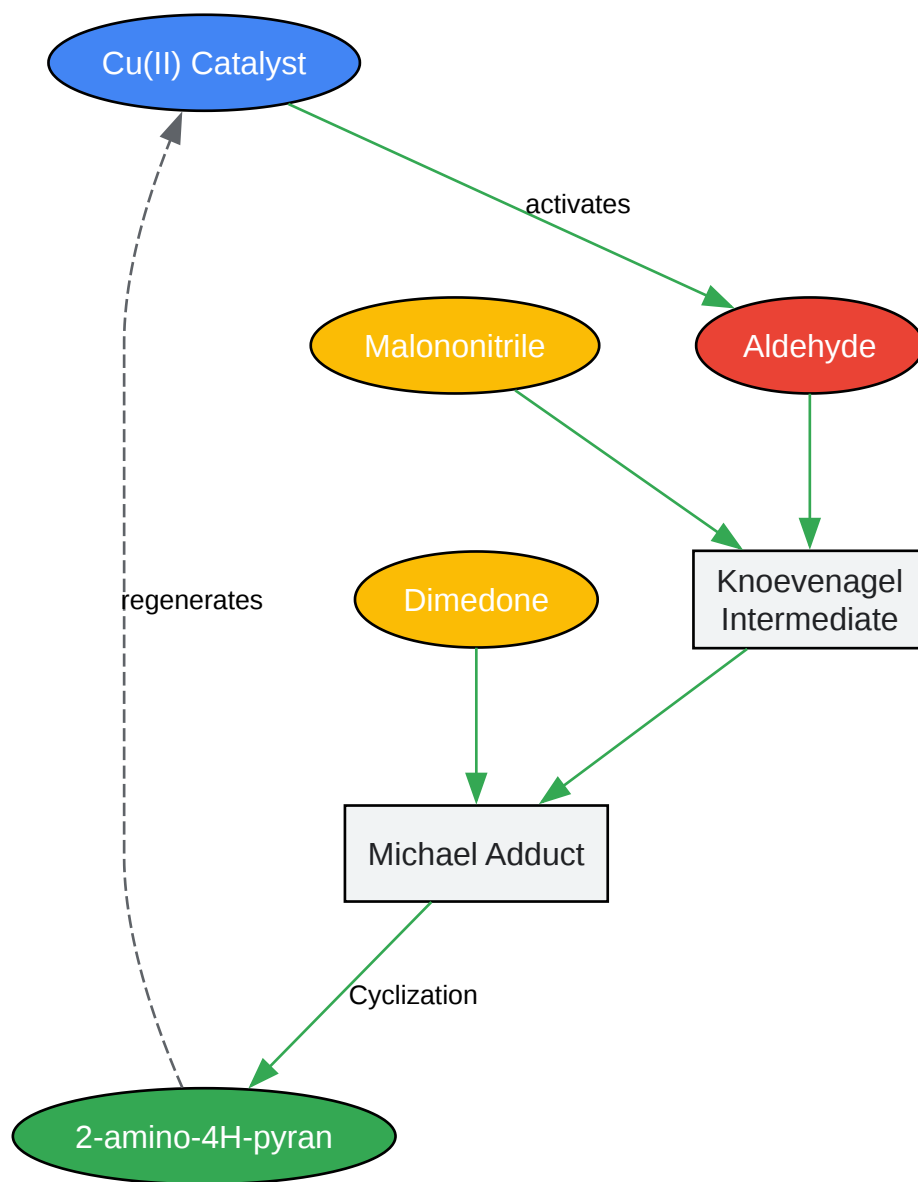 Cu(II) Catalyst
activates
Malononitrile
Aldehyde
Knoevenagel
Intermediate
Dimedone
regenerates
Michael Adduct
Cyclization
2-amino-4H-pyran